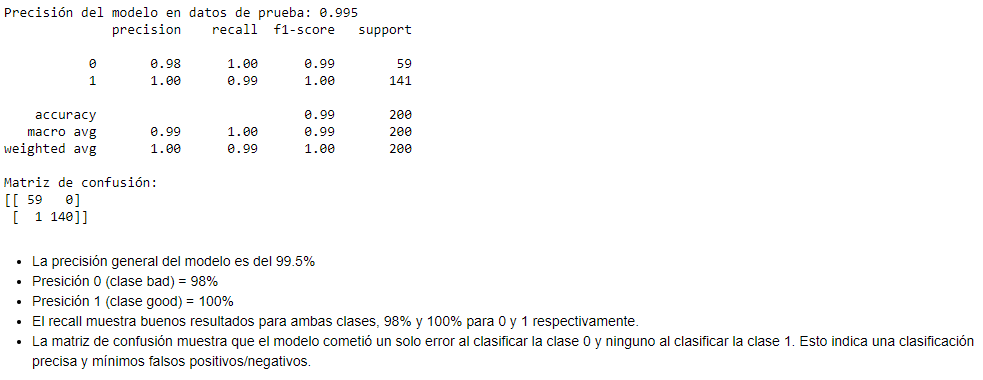 Precisión del modelo en datos de prueba: 0.995
precision recall f1-score support
0 0.98 1.00 0.99 59
1 1.00 0.99 1.00 141
accuracy 0.99 200
macro avg 0.99 1.00 0.99 200
weighted avg 1.00 0.99 1.00 200
Matriz de confusión:
[[ 59 0]
[ 1 140]]
• La precisión general del modelo es del 99.5%
• Presición 0 (clase bad) = 98%
• Presición 1 (clase good) = 100%
• El recall muestra buenos resultados para ambas clases, 98% y 100% para 0 y 1 respectivamente.
• La matriz de confusión muestra que el modelo cometió un solo error al clasificar la clase 0 y ninguno al clasificar la clase 1. Esto indica una clasificación
precisa y mínimos falsos positivos/negativos.